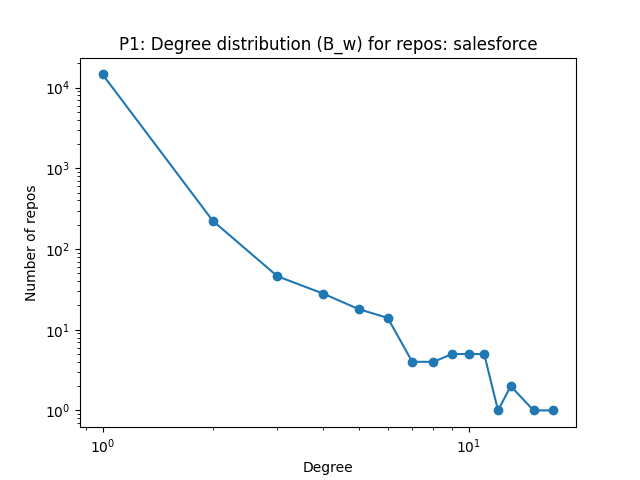 P1: Degree distribution (B_w) for repos: salesforce
Number of repos
10^4
10^3
10^2
10^1
10^0
10^0 10^1
Degree